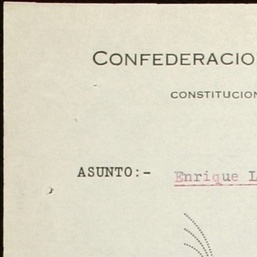 CONFEDERACIO
CONSTITUCION
ASUNTO:- Enrique L